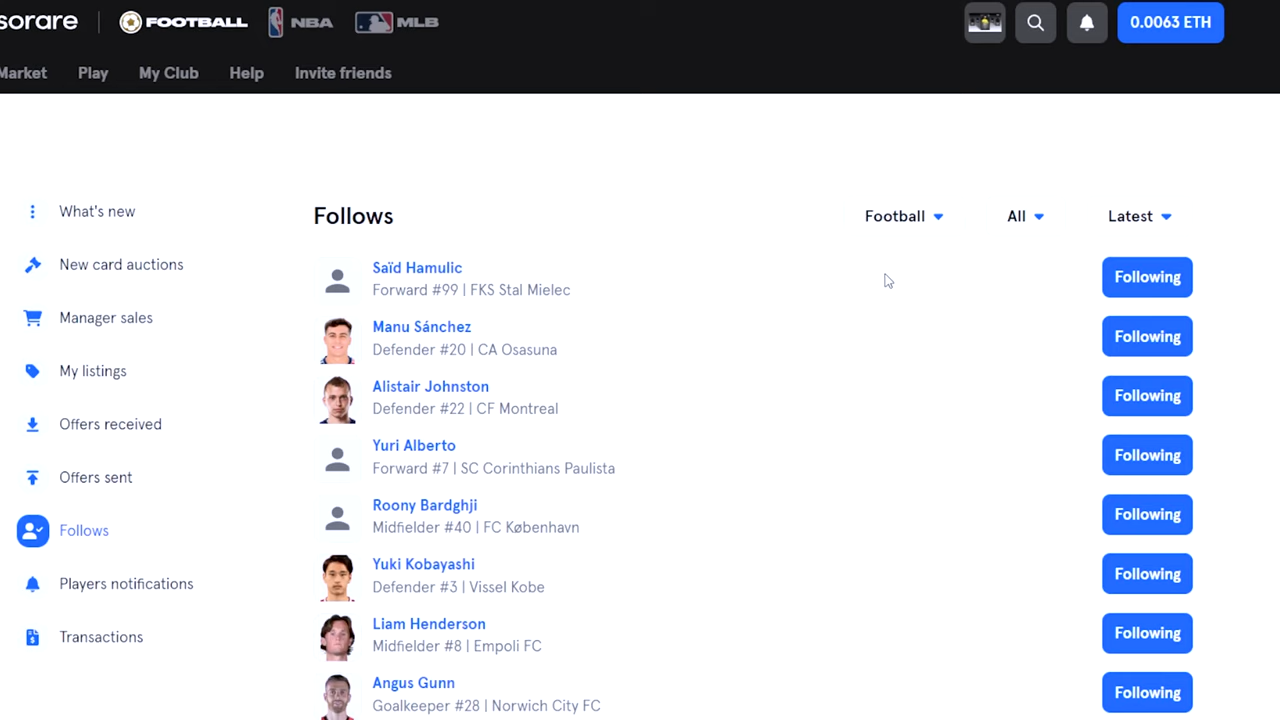 sorare FOOTBALL NBA MLB 0.0063 ETH
Market Play My Club Help Invite friends
What's new
New card auctions
Manager sales
My listings
Offers received
Offers sent
Follows
Players notifications
Transactions
Follows Football All Latest
Saïd Hamulic
Forward #99 | FKS Stal Mielec
Following
Manu Sánchez
Defender #20 | CA Osasuna
Following
Alistair Johnston
Defender #22 | CF Montreal
Following
Yuri Alberto
Forward #7 | SC Corinthians Paulista
Following
Roony Bardghji
Midfielder #40 | FC København
Following
Yuki Kobayashi
Defender #3 | Vissel Kobe
Following
Liam Henderson
Midfielder #8 | Empoli FC
Following
Angus Gunn
Goalkeeper #28 | Norwich City FC
Following